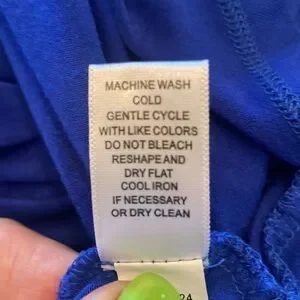 MACHINE WASH
COLD
GENTLE CYCLE
WITH LIKE COLORS
DO NOT BLEACH
RESHAPE AND
DRY FLAT
COOL IRON
IF NECESSARY
OR DRY CLEAN